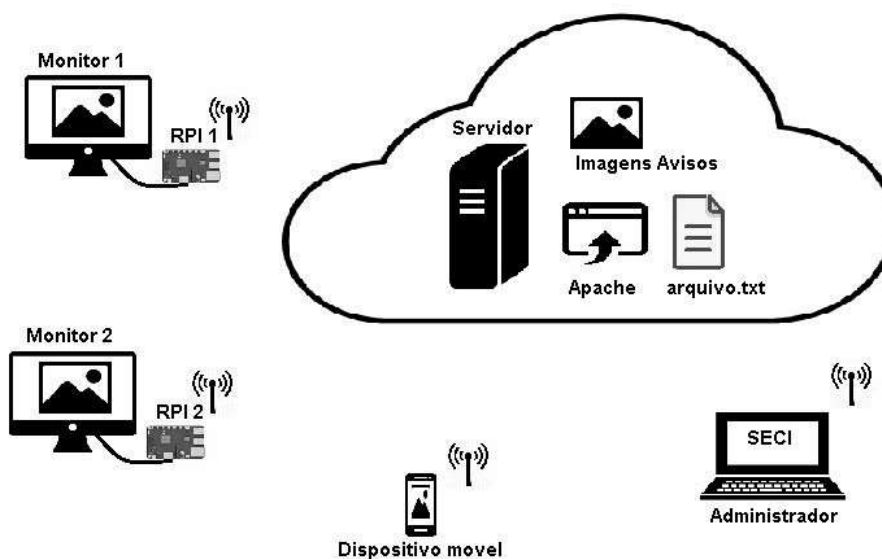 Monitor 1
RPI 1
Servidor
Imagens Avisos
Apache
arquivo.txt
Monitor 2
RPI 2
SECI
Administrador
Dispositivo movel